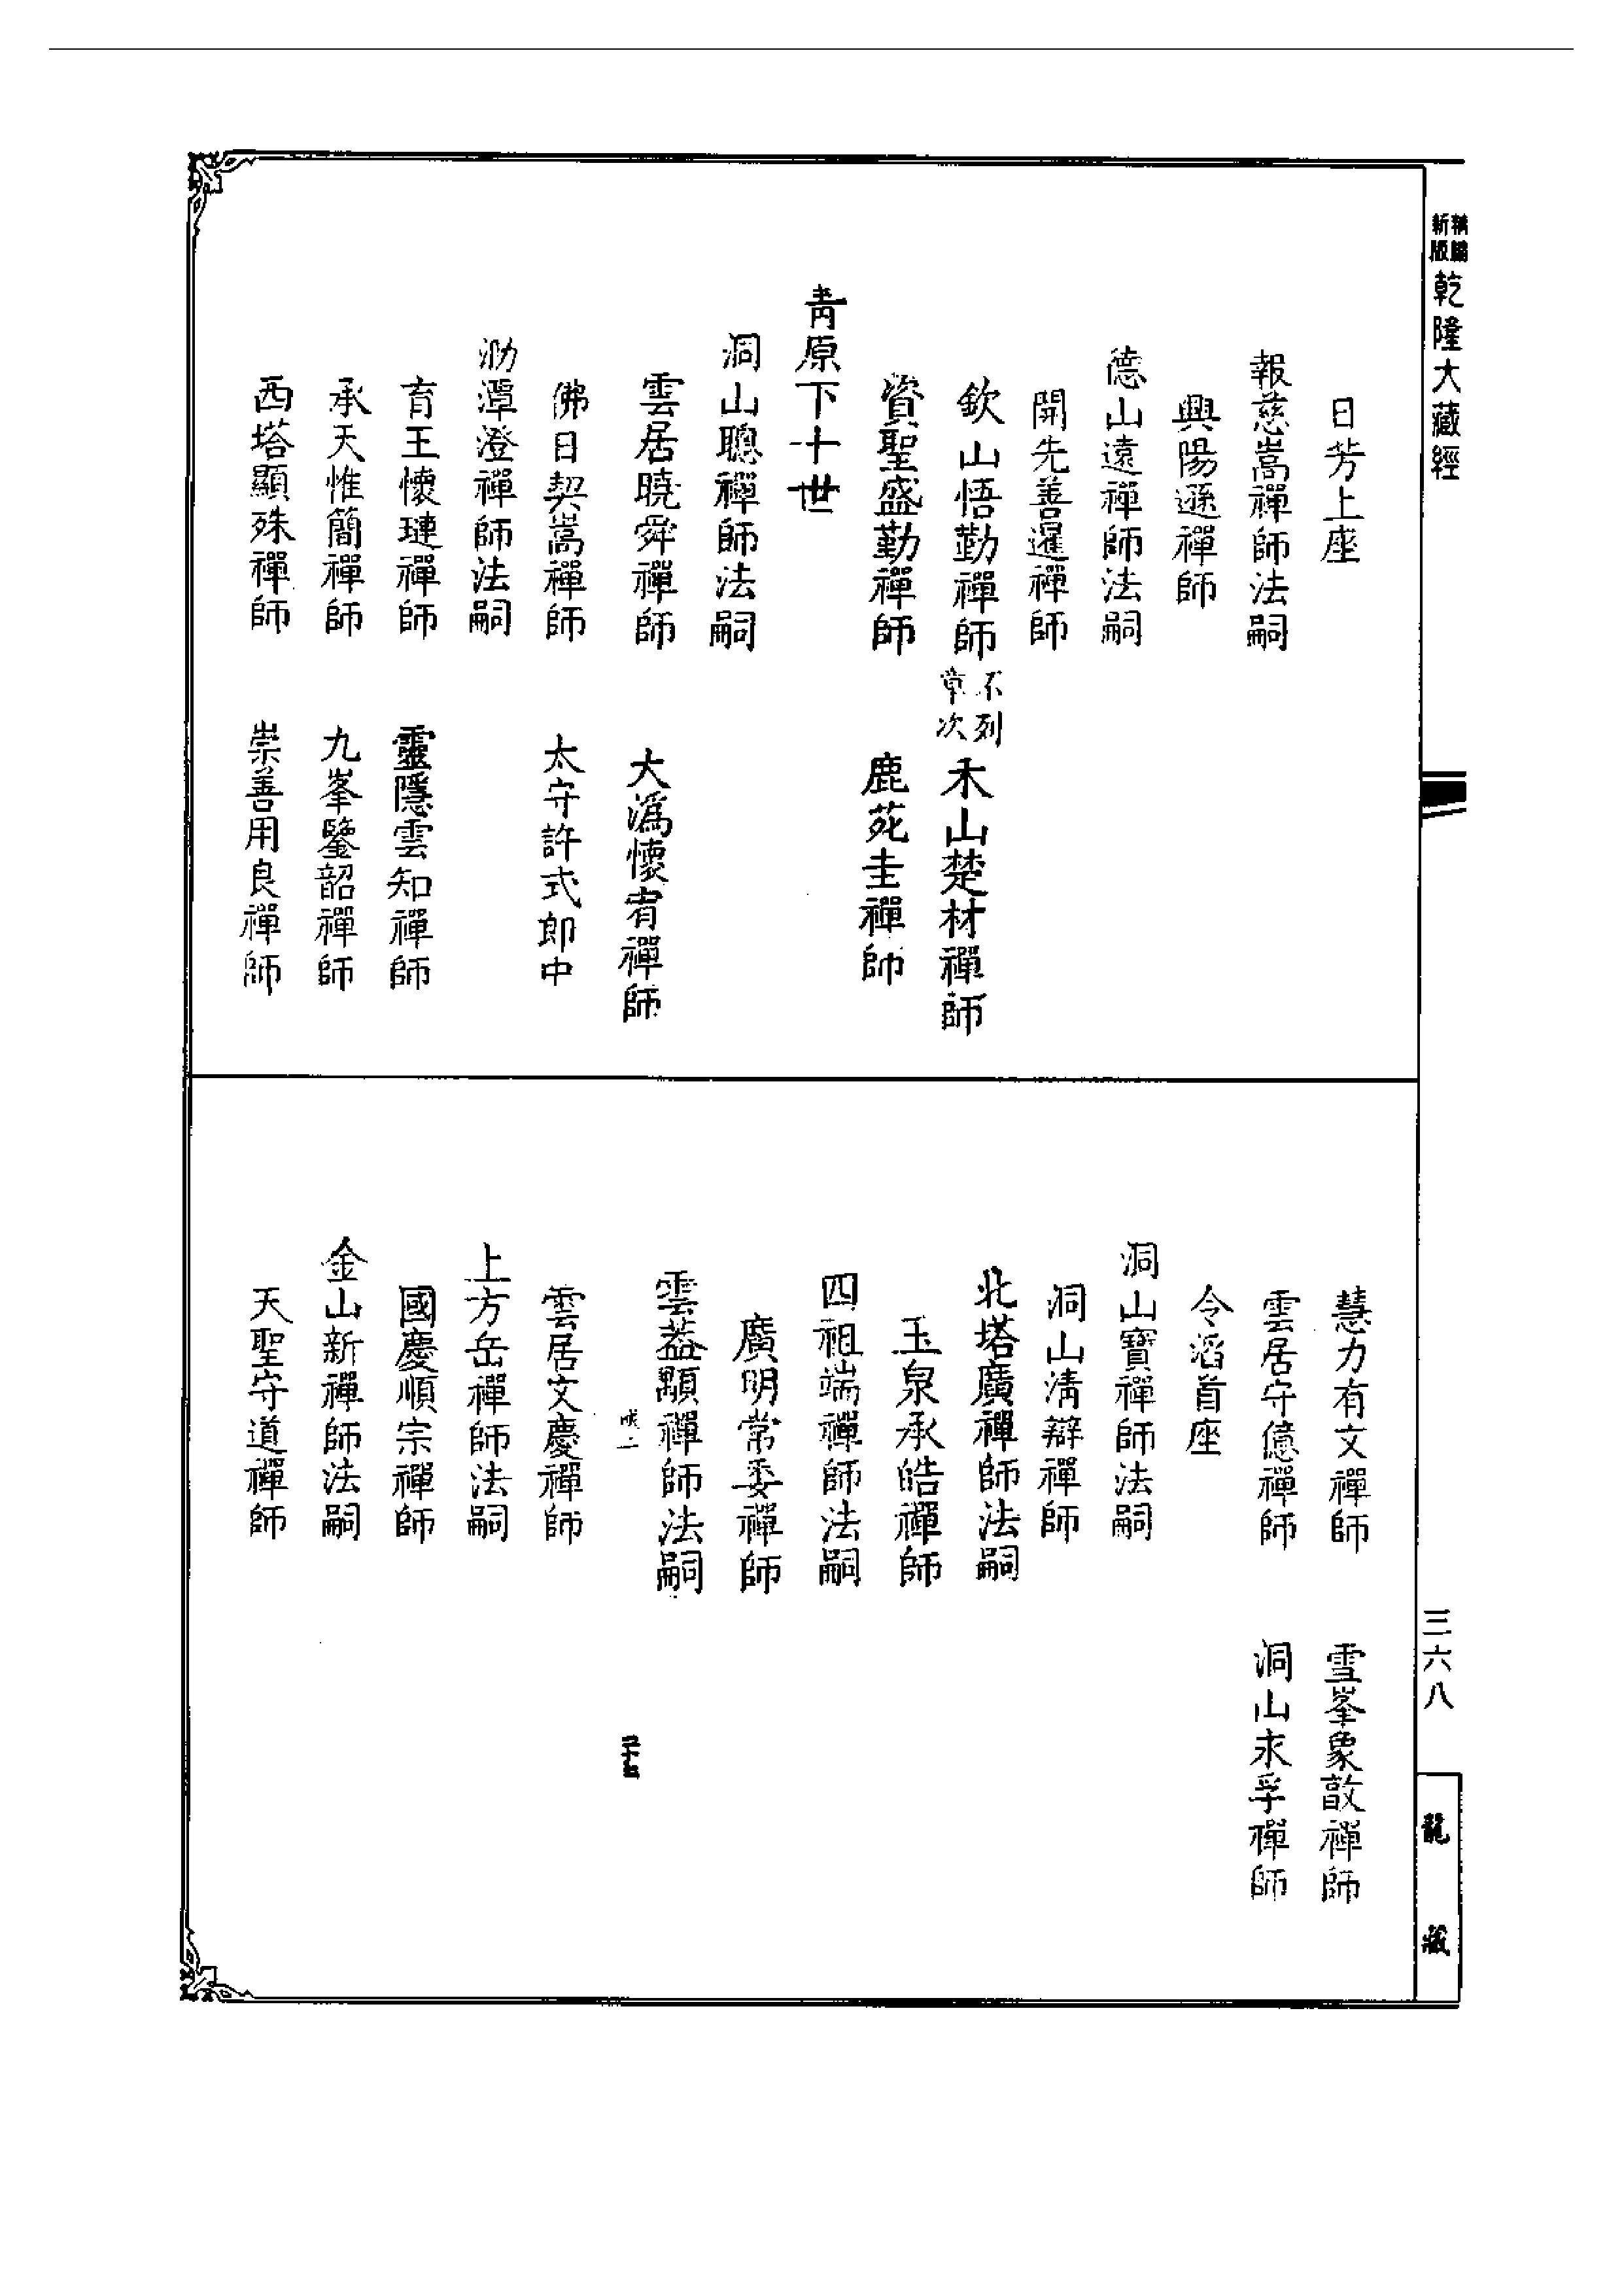 精編
新版
乾隆大藏經
三六八
龍藏
日芳上座
報慈嵩禪師法嗣
興陽遜禪師
德山遠禪師法嗣
開先善暹禪師
欽山悟勤禪師 不列章次 禾山楚材禪師
資聖盛勤禪師 鹿苑圭禪師
青原下十世
洞山聰禪師法嗣
雲居曉舜禪師 大溈懷宥禪師
佛日契嵩禪師 太守許式郎中
泐潭澄禪師法嗣
育王懷璉禪師 靈隱雲知禪師
承天惟簡禪師 九峯鑒韶禪師
西塔顯殊禪師 崇善用良禪師
慧力有文禪師 雪峯象敦禪師
雲居守億禪師 洞山永孚禪師
令滔首座
洞山寶禪師法嗣
洞山清辯禪師
北塔廣禪師法嗣
玉泉承皓禪師
四祖端禪師法嗣
廣明常委禪師
雲葢顒禪師法嗣
雲居文慶禪師
上方岳禪師法嗣
國慶順宗禪師
金山新禪師法嗣
天聖守道禪師